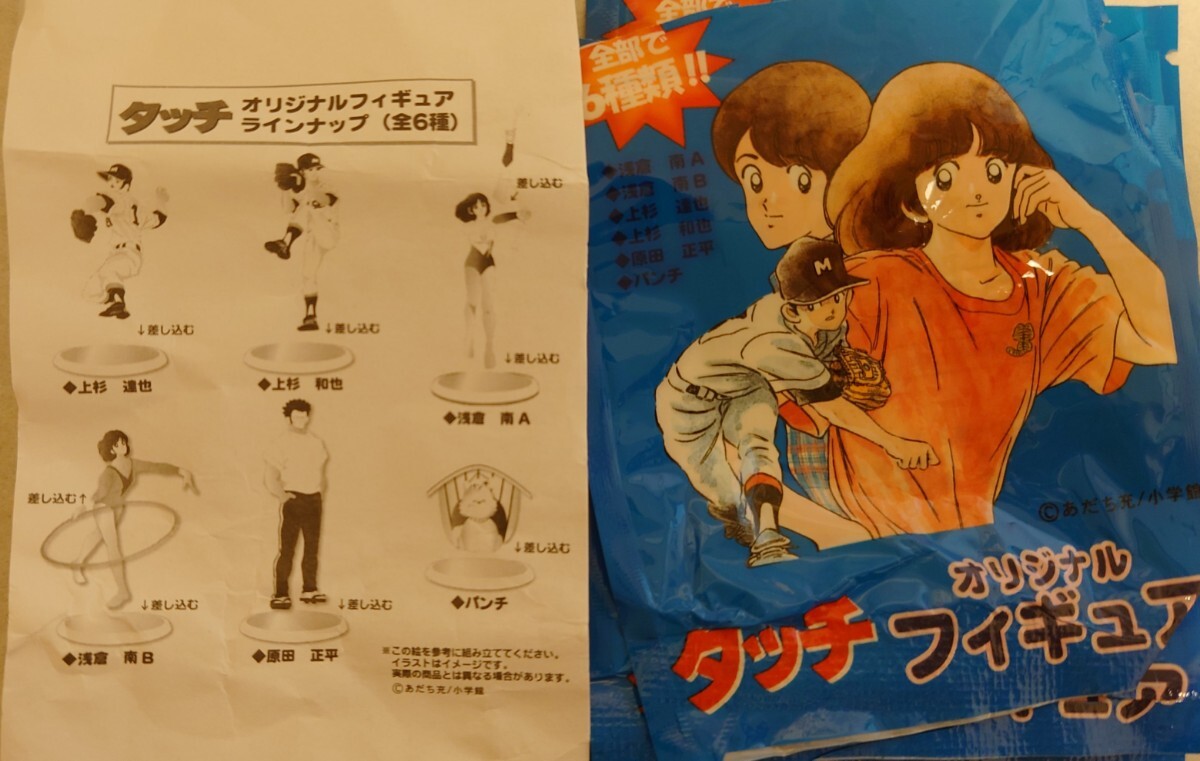 タッチ
オリジナルフィギュア
ラインナップ（全6種）
差し込む
↓差し込む
◆上杉　達也
↓差し込む
◆上杉　和也
↓差し込む
◆浅倉　南A
差し込む↑
↓差し込む
◆浅倉　南B
↓差し込む
◆原田　正平
↓差し込む
◆パンチ
※この絵を参考に組み立ててください。
イラストはイメージです。
実際の商品とは異なる場合があります。
©あだち充/小学館
全部で
全部で
6種類!!
◆浅倉　南A
◆浅倉　南B
◆上杉　達也
◆上杉　和也
◆原田　正平
◆パンチ
M
©あだち充/小学館
オリジナル
タッチ
フィギュア